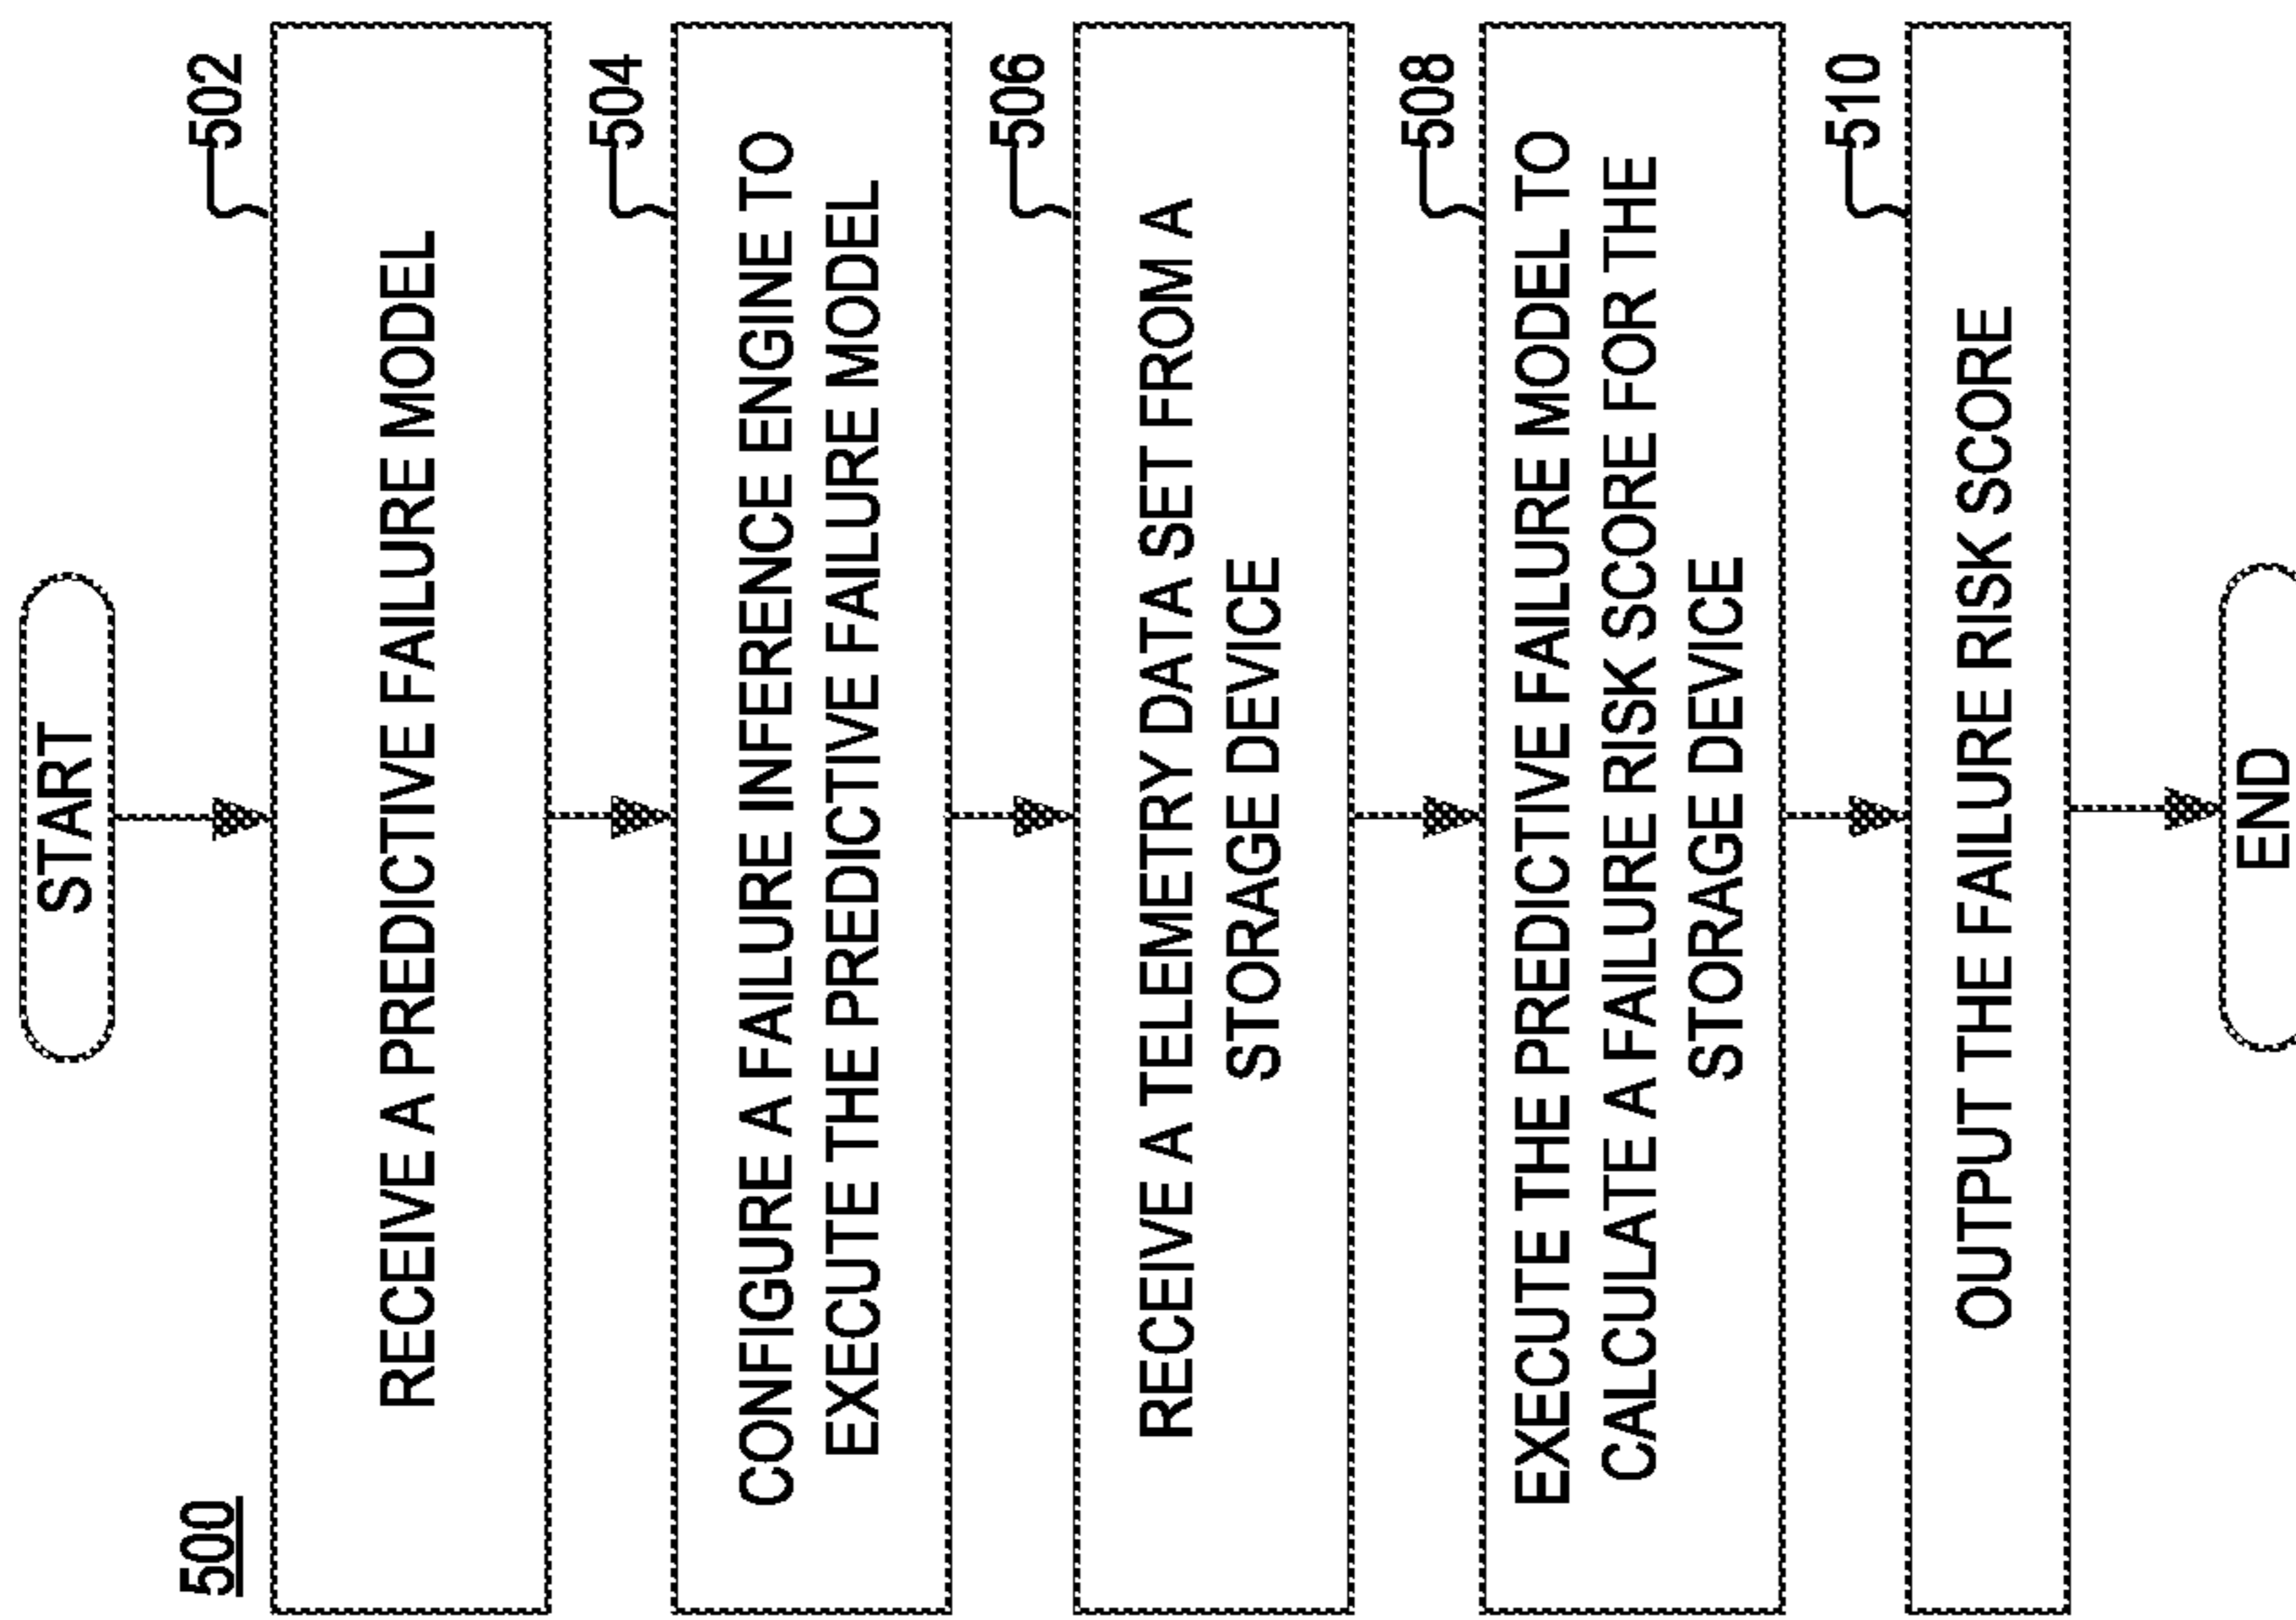 500
START
502
RECEIVE A PREDICTIVE FAILURE MODEL
504
CONFIGURE A FAILURE INFERENCE ENGINE TO
EXECUTE THE PREDICTIVE FAILURE MODEL
506
RECEIVE A TELEMETRY DATA SET FROM A
STORAGE DEVICE
508
EXECUTE THE PREDICTIVE FAILURE MODEL TO
CALCULATE A FAILURE RISK SCORE FOR THE
STORAGE DEVICE
510
OUTPUT THE FAILURE RISK SCORE
END